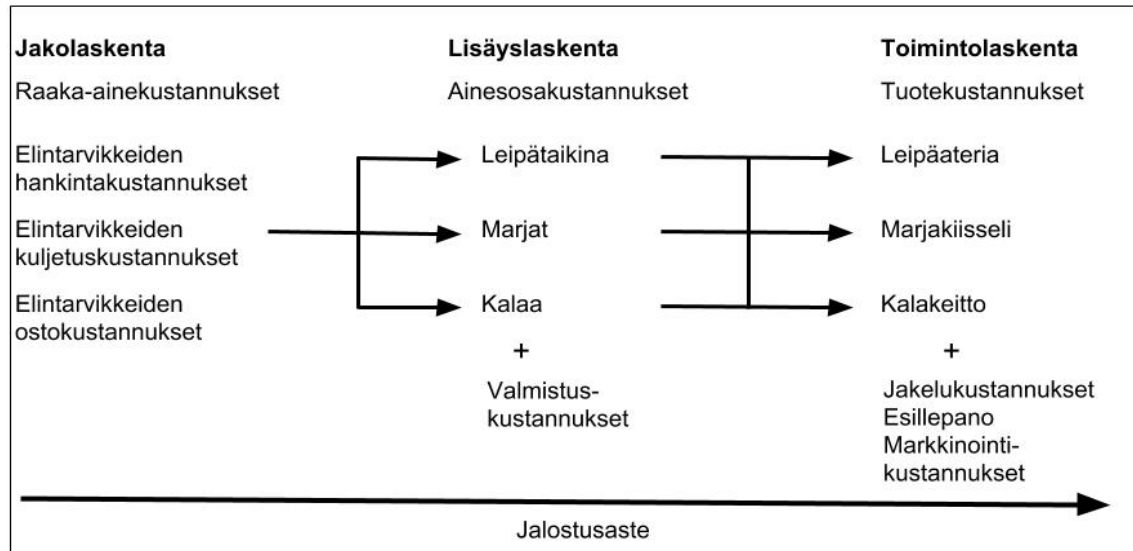 Jakolaskenta
Raaka-ainekustannukset
Elintarvikkeiden
hankintakustannukset
Elintarvikkeiden
kuljetuskustannukset
Elintarvikkeiden
ostokustannukset
Lisäyslaskenta
Ainesosakustannukset
Leipätaikina
Marjat
Kalaa
+
Valmistus-
kustannukset
Toimintolaskenta
Tuotekustannukset
Leipäateria
Marjakiisseli
Kalakeitto
+
Jakelukustannukset
Esillepano
Markkinointi-
kustannukset
Jalostusaste